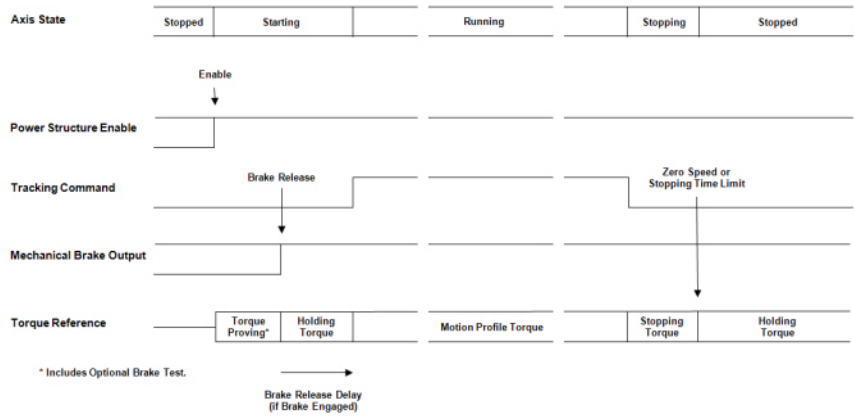 Axis State
Stopped
Starting
Running
Stopping
Stopped
Enable
Power Structure Enable
Tracking Command
Brake Release
Zero Speed or
Stopping Time Limit
Mechanical Brake Output
Torque Reference
Torque
Proving*
Holding
Torque
Motion Profile Torque
Stopping
Torque
Holding
Torque
* Includes Optional Brake Test.
Brake Release Delay
(if Brake Engaged)